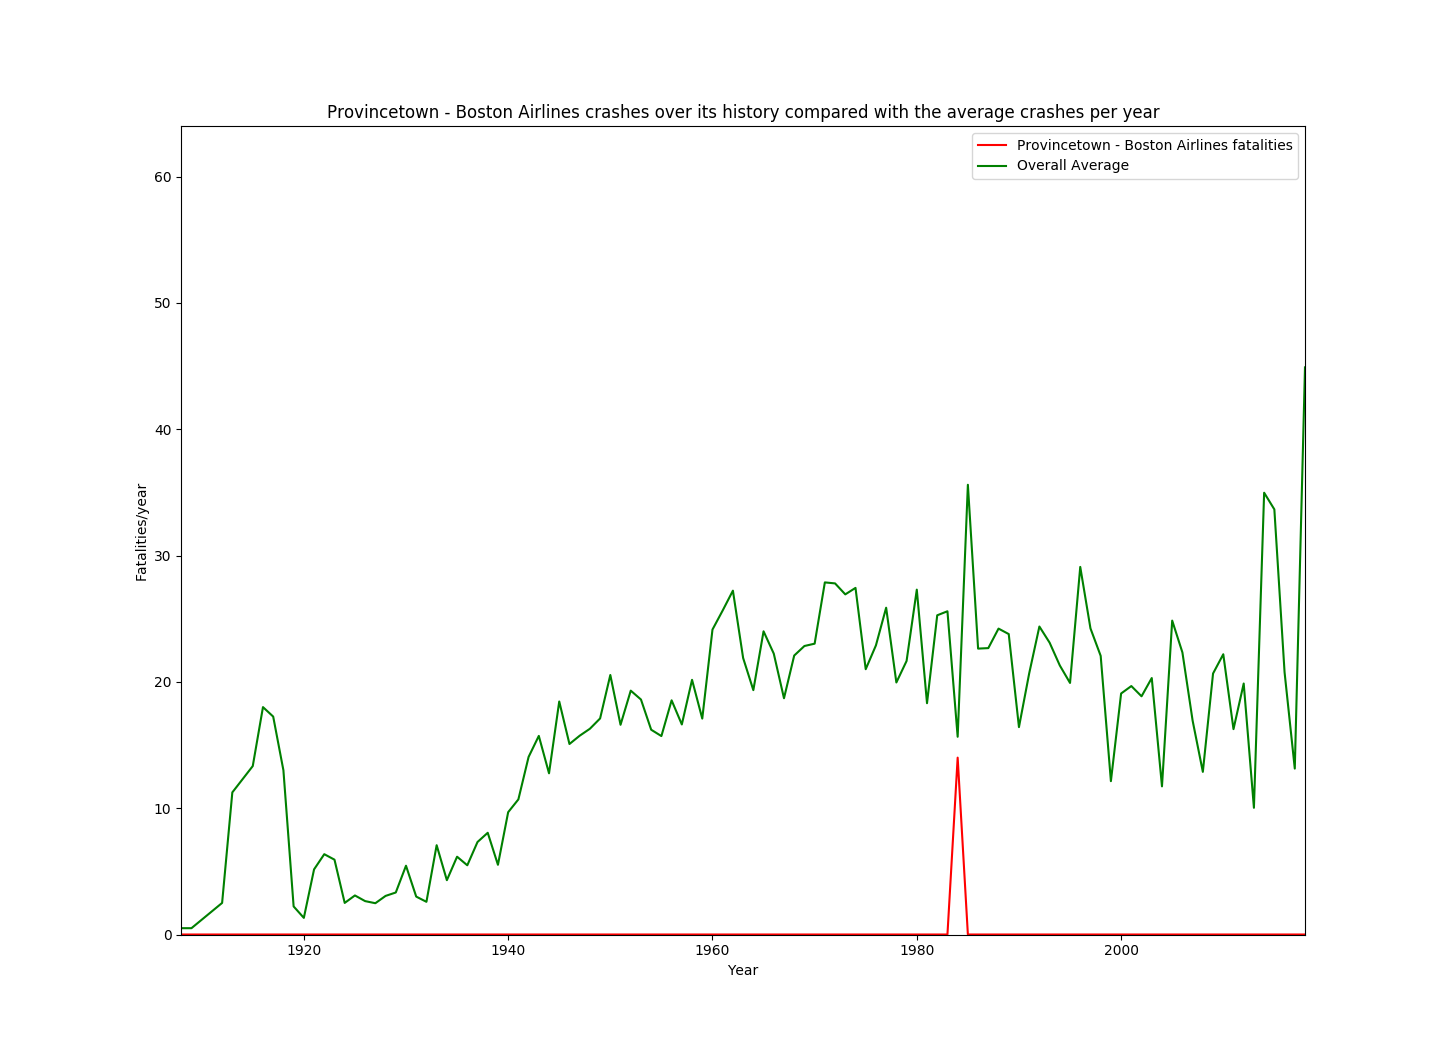 Provincetown - Boston Airlines crashes over its history compared with the average crashes per year
Provincetown - Boston Airlines fatalities
Overall Average
60
50
40
30
20
10
0
Fatalities/year
1920 1940 1960 1980 2000
Year